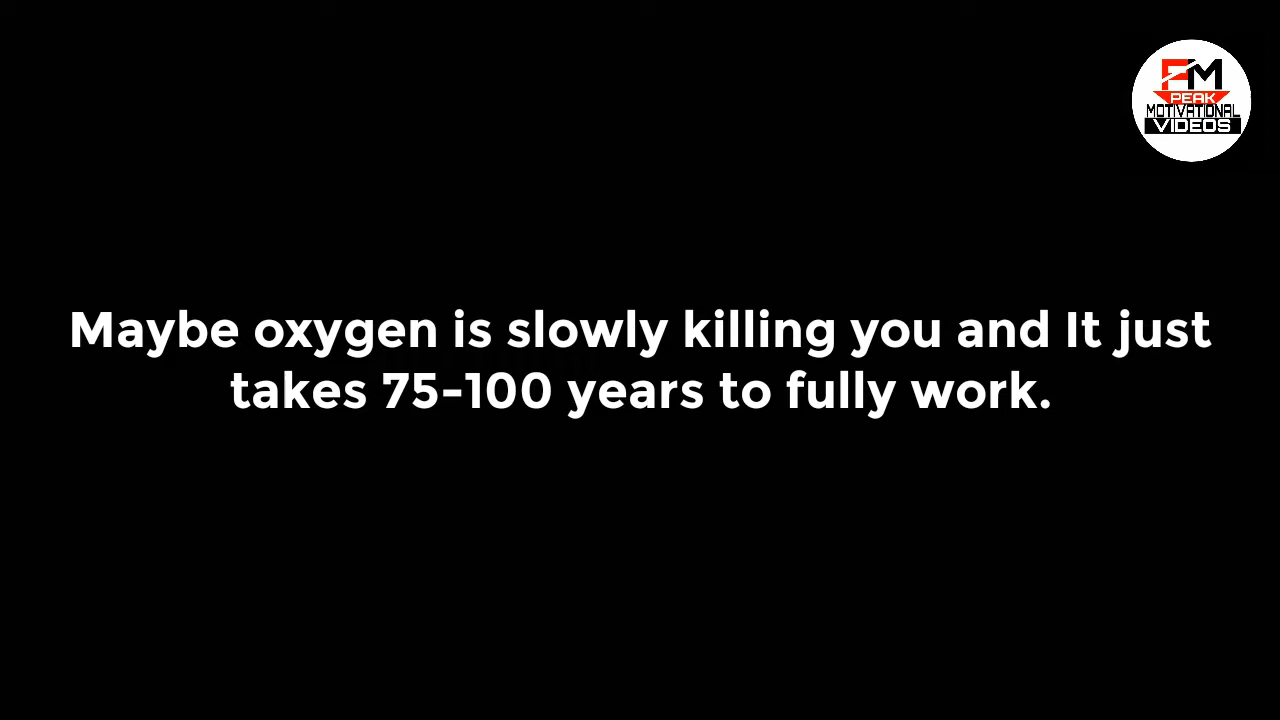 PM
PEAK
MOTIVATIONAL
VIDEOS
Maybe oxygen is slowly killing you and It just
takes 75-100 years to fully work.